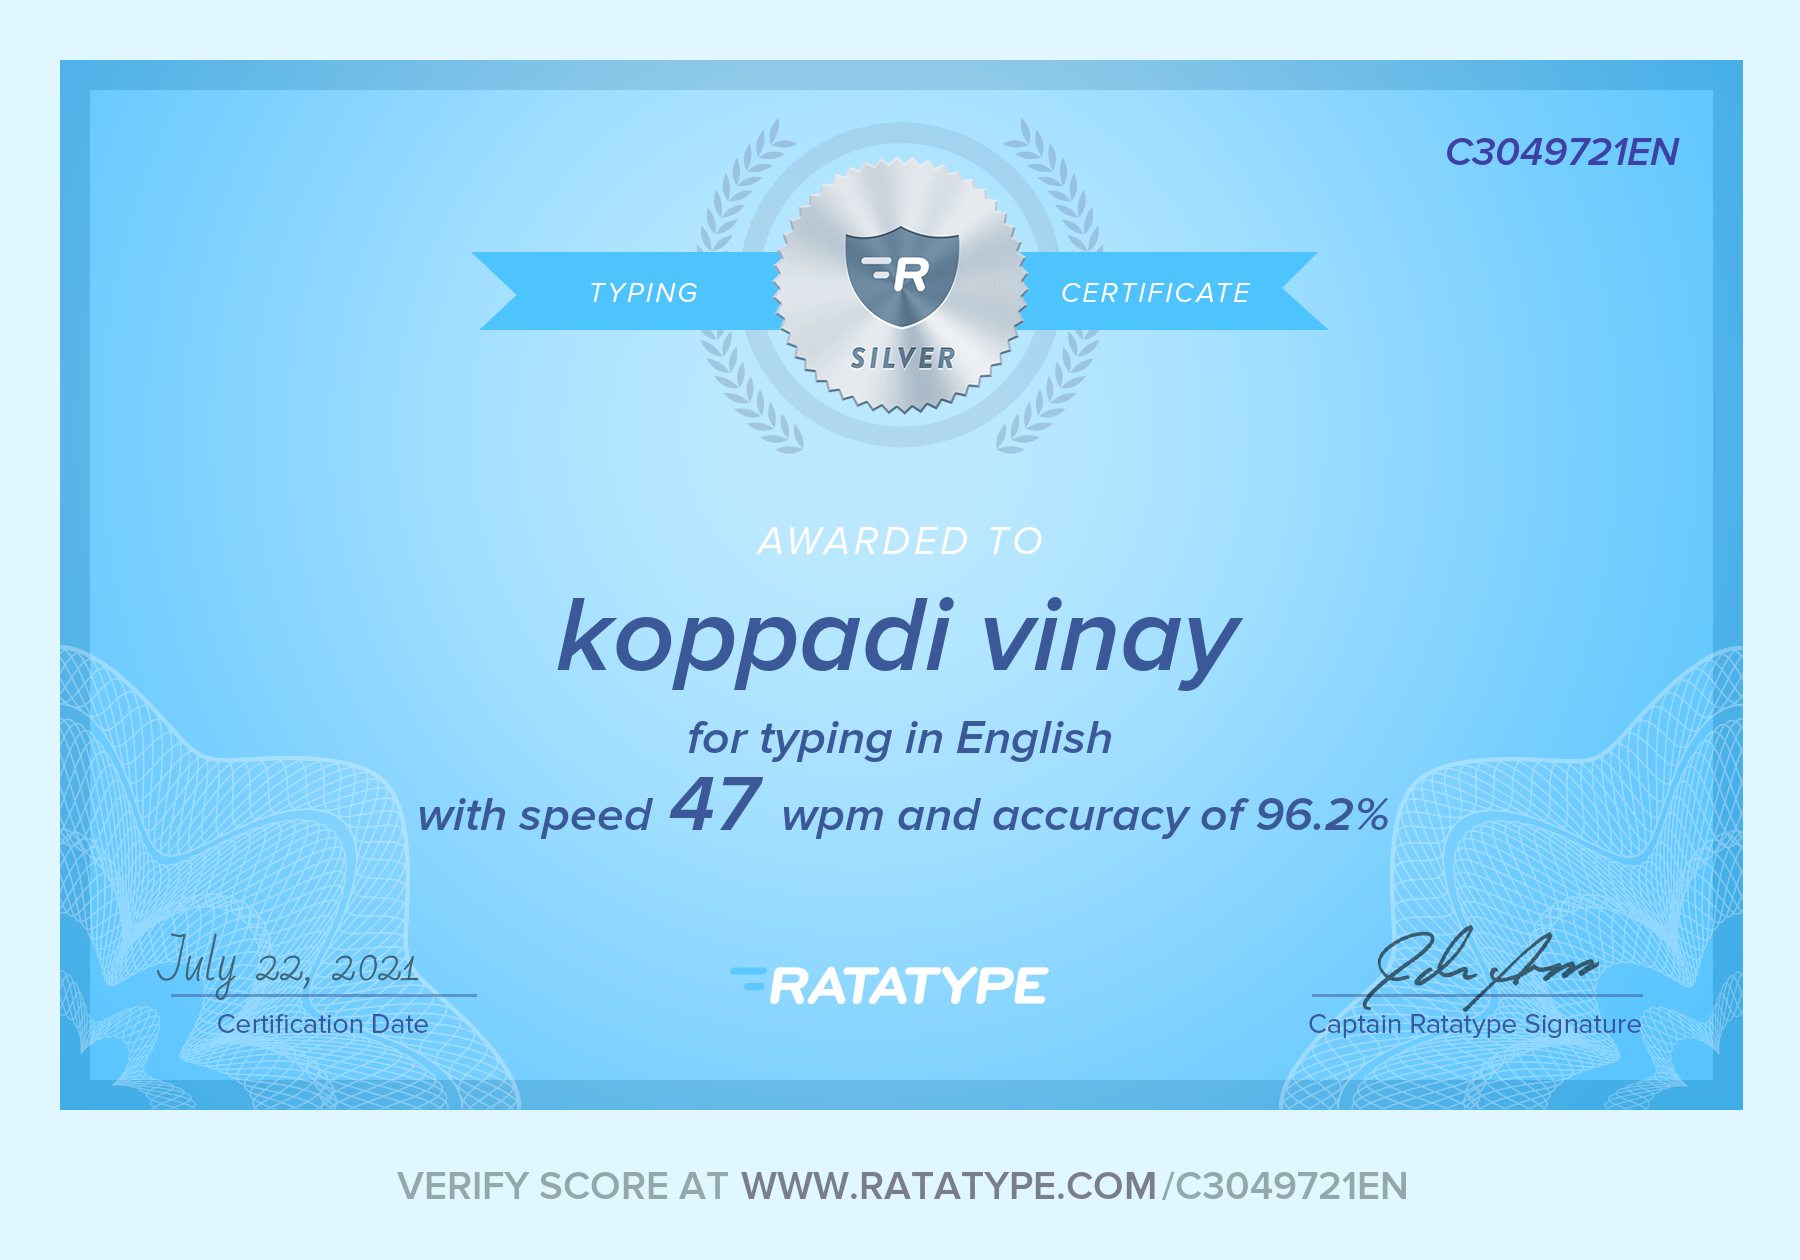 C3049721EN
TYPING
R
CERTIFICATE
SILVER
AWARDED TO
koppadi vinay
for typing in English
with speed 47 wpm and accuracy of 96.2%
July 22, 2021
Certification Date
RATATYPE
Captain Ratatype Signature
VERIFY SCORE AT WWW.RATATYPE.COM/C3049721EN